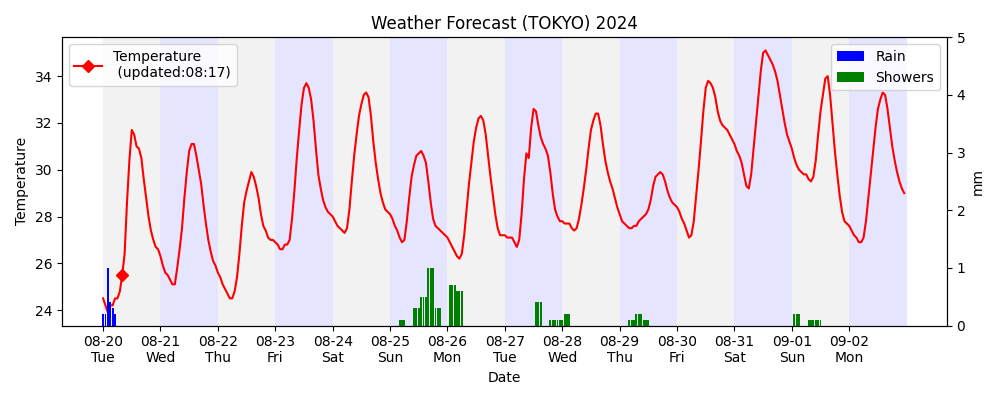 Weather Forecast (TOKYO) 2024
Temperature
(updated:08:17)
Rain
Showers
Temperature
34
32
30
28
26
24
5
4
3
2
1
0
mm
08-20 08-21 08-22 08-23 08-24 08-25 08-26 08-27 08-28 08-29 08-30 08-31 09-01 09-02
Tue Wed Thu Fri Sat Sun Mon Tue Wed Thu Fri Sat Sun Mon
Date